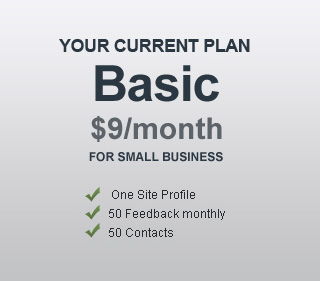 YOUR CURRENT PLAN
Basic
$9/month
FOR SMALL BUSINESS
One Site Profile
50 Feedback monthly
50 Contacts